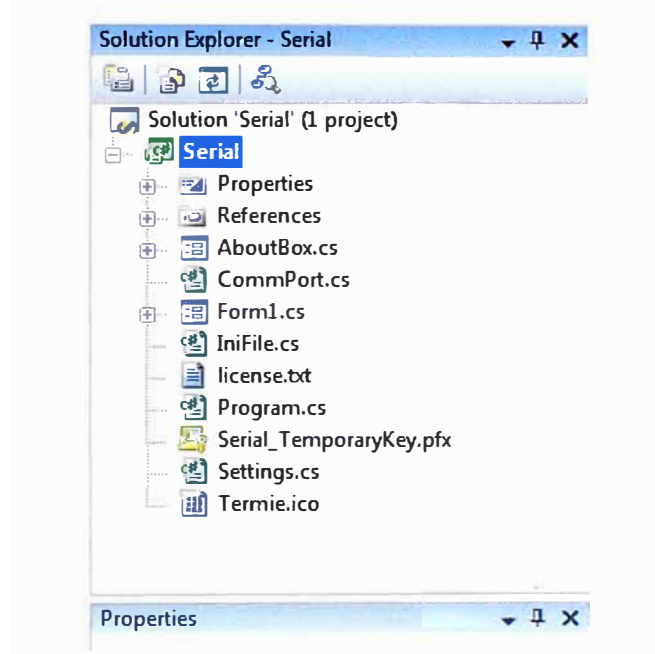 Solution Explorer - Serial
Solution 'Serial' (1 project)
Serial
Properties
References
AboutBox.cs
CommPort.cs
Form1.cs
IniFile.cs
license.txt
Program.cs
Serial_TemporaryKey.pfx
Settings.cs
Termie.ico
Properties